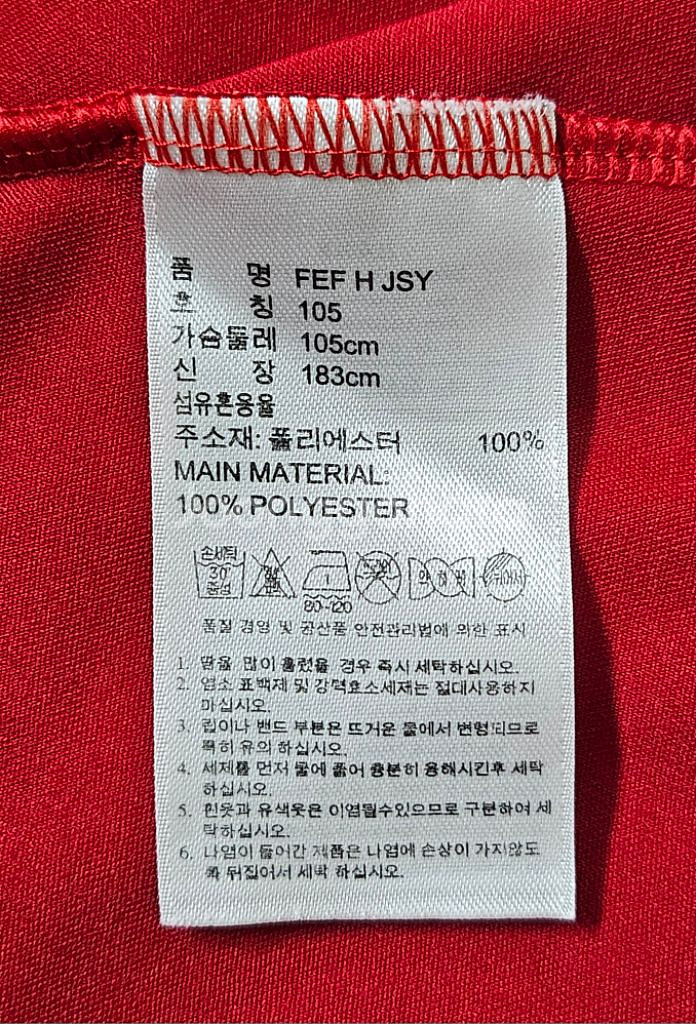 품 명 FEF H JSY
호 칭 105
가슴둘레 105cm
신 장 183cm
섬유혼용율
주소재: 폴리에스터 100%
MAIN MATERIAL:
100% POLYESTER
손세탁
30
중성
80~120
품질 경영 및 공산품 안전관리법에 의한 표시
1. 땀을 많이 흘렸을 경우 즉시 세탁하십시오.
2. 염소 표백제 및 강력효소세재는 절대사용하지
마십시오.
3. 립이나 밴드 부분은 뜨거운 물에서 변형되므로
특히 유의 하십시오.
4. 세제를 먼저 물에 풀어 충분히 용해시킨후 세탁
하십시오.
5. 흰옷과 유색옷은 이염될수있으므로 구분하여 세
탁하십시오.
6. 나염이 들어간 제품은 나염에 손상이 가지않도
록 뒤집어서 세탁 하십시오.